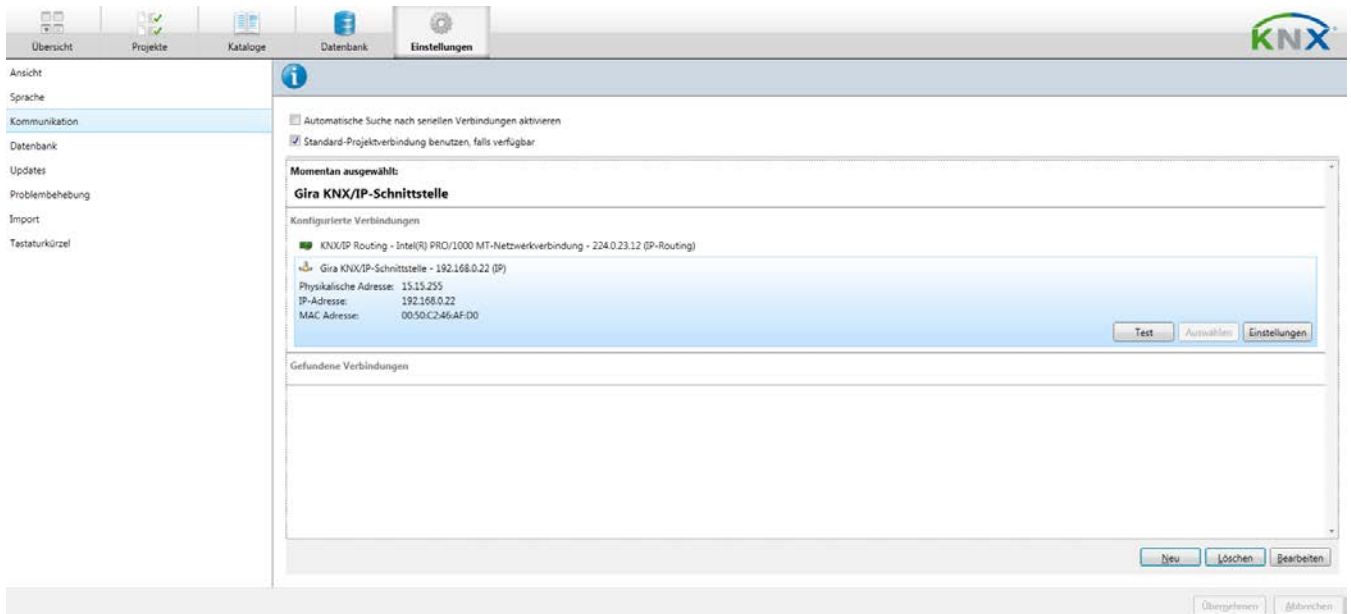 Übersicht
Projekte
Kataloge
Datenbank
Einstellungen
KNX
Ansicht
Sprache
Kommunikation
Datenbank
Updates
Problembehebung
Import
Tastaturkürzel
Automatische Suche nach seriellen Verbindungen aktivieren
Standard-Projektverbindung benutzen, falls verfügbar
Momentan ausgewählt:
Gira KNX/IP-Schnittstelle
Konfigurierte Verbindungen
KNX/IP Routing - Intel(R) PRO/1000 MT-Netzwerkverbindung - 224.0.23.12 (IP-Routing)
Gira KNX/IP-Schnittstelle - 192.168.0.22 (IP)
Physikalische Adresse: 15.15.255
IP-Adresse: 192.168.0.22
MAC Adresse: 00:50:C2:46:AF:D0
Test
Auswählen
Einstellungen
Gefundene Verbindungen
Neu
Löschen
Bearbeiten
Übernehmen
Abbrechen